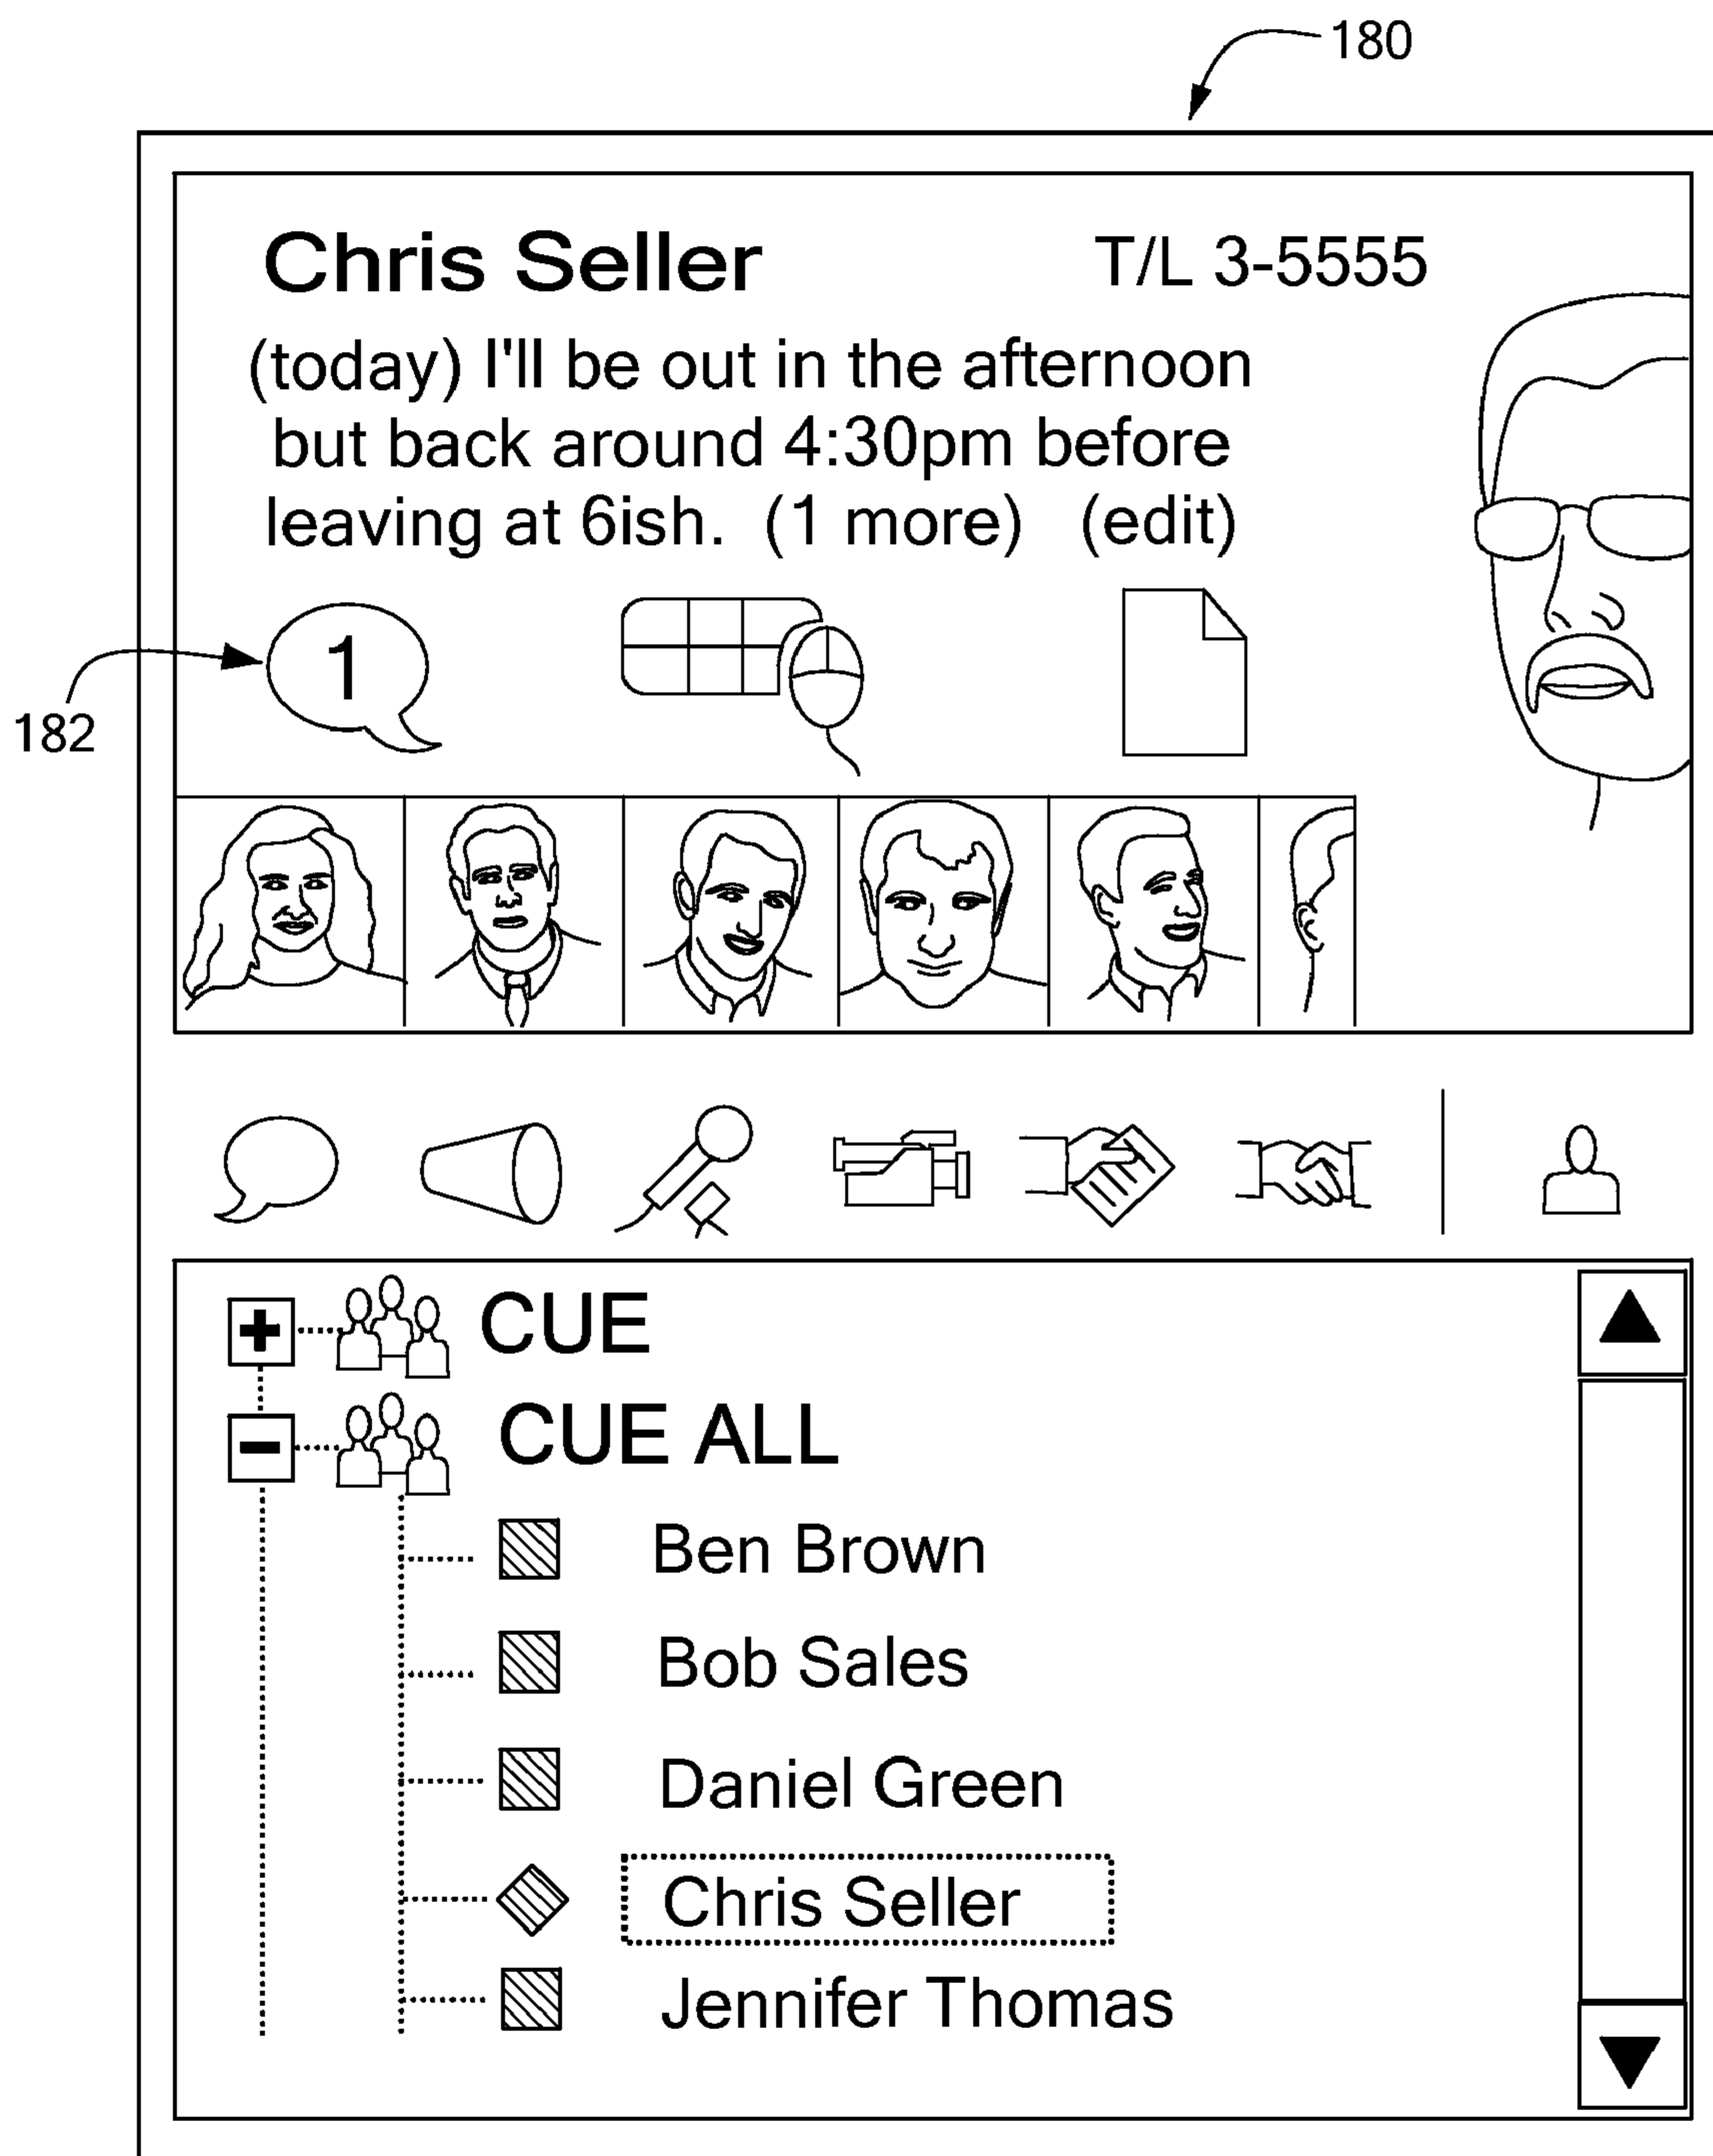 180
Chris Seller
T/L 3-5555
(today) I'll be out in the afternoon
but back around 4:30pm before
leaving at 6ish. (1 more) (edit)
1
182
CUE
CUE ALL
Ben Brown
Bob Sales
Daniel Green
Chris Seller
Jennifer Thomas